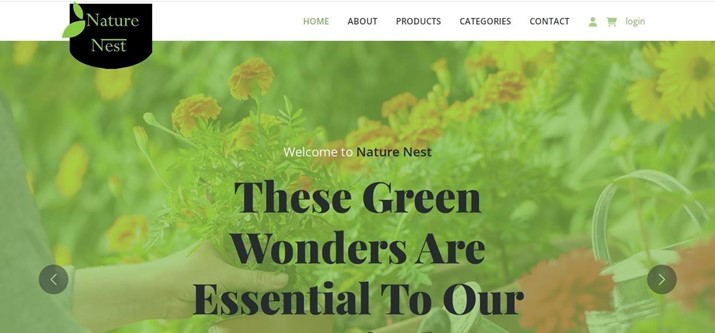 Nature
Nest
HOME ABOUT PRODUCTS CATEGORIES CONTACT login
Welcome to Nature Nest
These Green
Wonders Are
Essential To Our